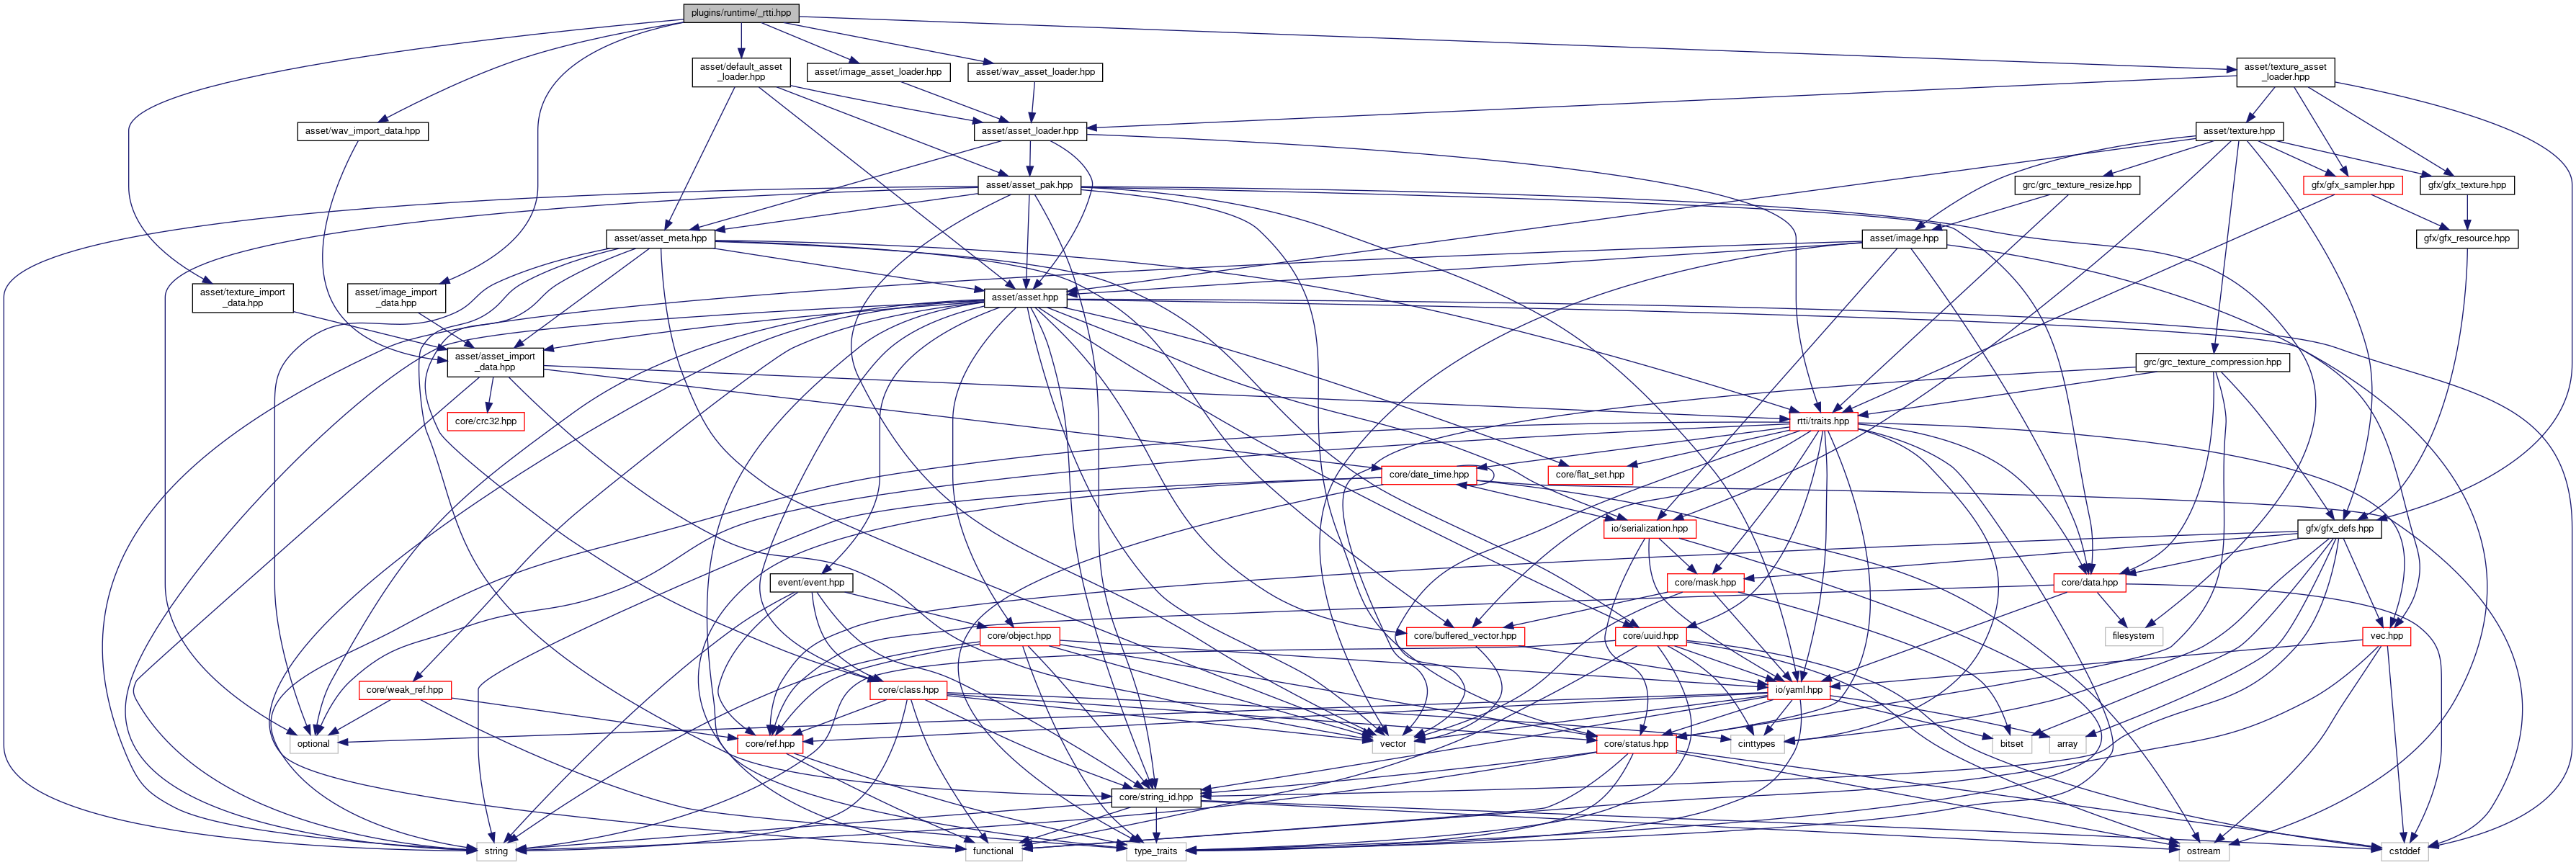 plugins/runtime/_rtti.hpp
asset/default_asset
_loader.hpp
asset/image_asset_loader.hpp
asset/wav_asset_loader.hpp
asset/texture_asset
_loader.hpp
asset/wav_import_data.hpp
asset/asset_loader.hpp
asset/texture.hpp
asset/asset_pak.hpp
grc/grc_texture_resize.hpp
gfx/gfx_sampler.hpp
gfx/gfx_texture.hpp
asset/asset_meta.hpp
asset/image.hpp
gfx/gfx_resource.hpp
asset/texture_import
_data.hpp
asset/image_import
_data.hpp
asset/asset.hpp
asset/asset_import
_data.hpp
grc/grc_texture_compression.hpp
core/crc32.hpp
rtti/traits.hpp
core/date_time.hpp
core/flat_set.hpp
io/serialization.hpp
gfx/gfx_defs.hpp
event/event.hpp
core/mask.hpp
core/data.hpp
core/object.hpp
core/buffered_vector.hpp
core/uuid.hpp
filesystem
vec.hpp
core/weak_ref.hpp
core/class.hpp
io/yaml.hpp
optional
core/ref.hpp
vector
core/status.hpp
cinttypes
bitset
array
core/string_id.hpp
string
functional
type_traits
ostream
cstddef